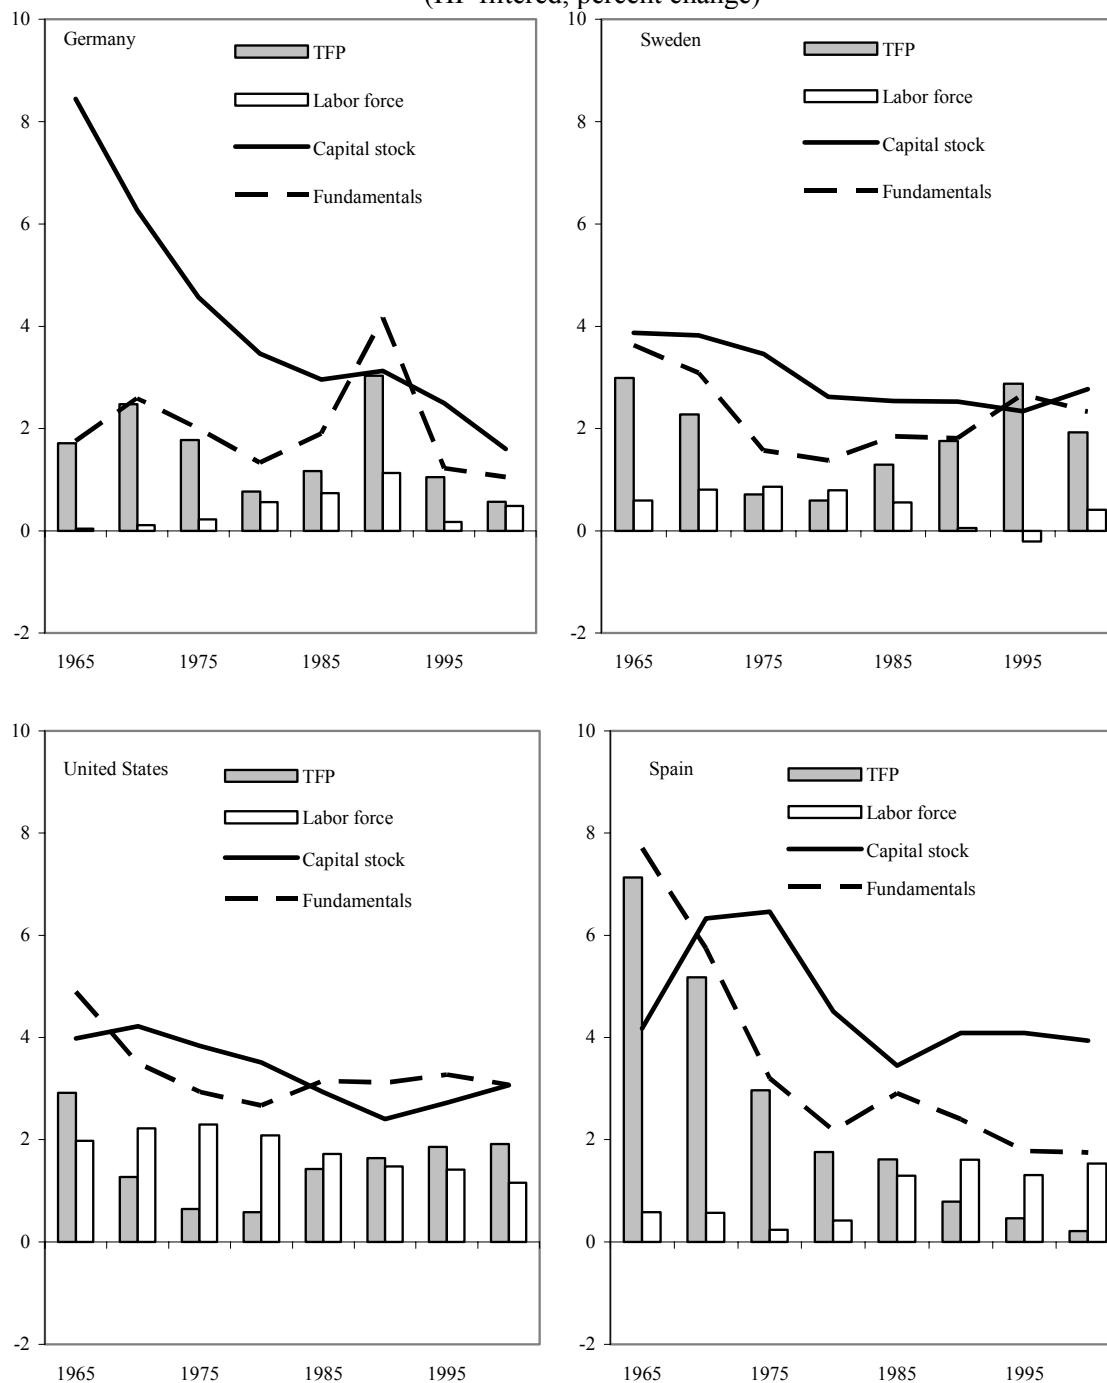 (HP filtered, percent change)
Germany
TFP
Labor force
Capital stock
Fundamentals
10
8
6
4
2
0
-2
1965 1975 1985 1995
Sweden
TFP
Labor force
Capital stock
Fundamentals
10
8
6
4
2
0
-2
1965 1975 1985 1995
United States
TFP
Labor force
Capital stock
Fundamentals
10
8
6
4
2
0
-2
1965 1975 1985 1995
Spain
TFP
Labor force
Capital stock
Fundamentals
10
8
6
4
2
0
-2
1965 1975 1985 1995